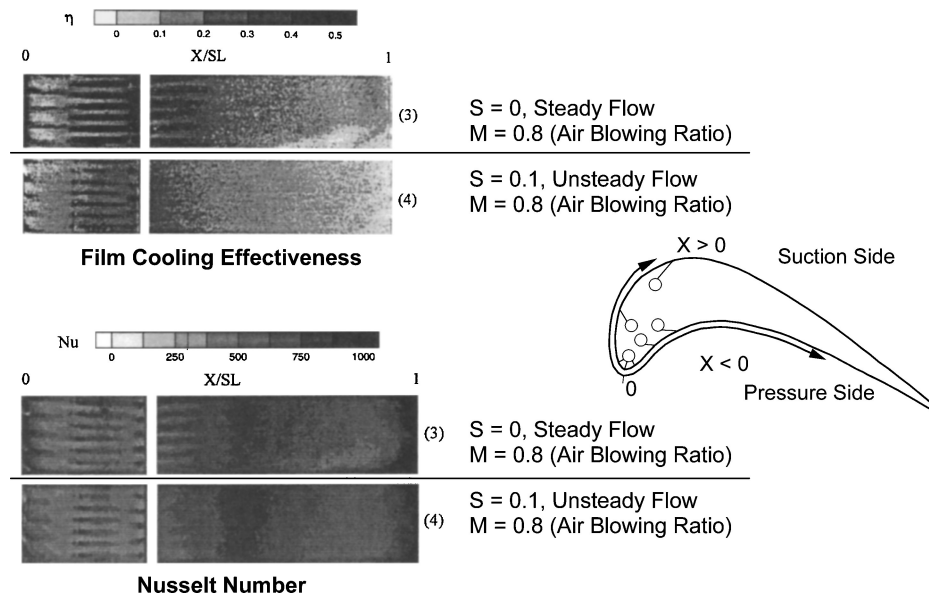 η
0 0.1 0.2 0.3 0.4 0.5
0 X/SL 1
(3)
S = 0, Steady Flow
M = 0.8 (Air Blowing Ratio)
(4)
S = 0.1, Unsteady Flow
M = 0.8 (Air Blowing Ratio)
Film Cooling Effectiveness
X > 0
Suction Side
X < 0
0
Pressure Side
Nu
0 250 500 750 1000
0 X/SL 1
(3)
S = 0, Steady Flow
M = 0.8 (Air Blowing Ratio)
(4)
S = 0.1, Unsteady Flow
M = 0.8 (Air Blowing Ratio)
Nusselt Number